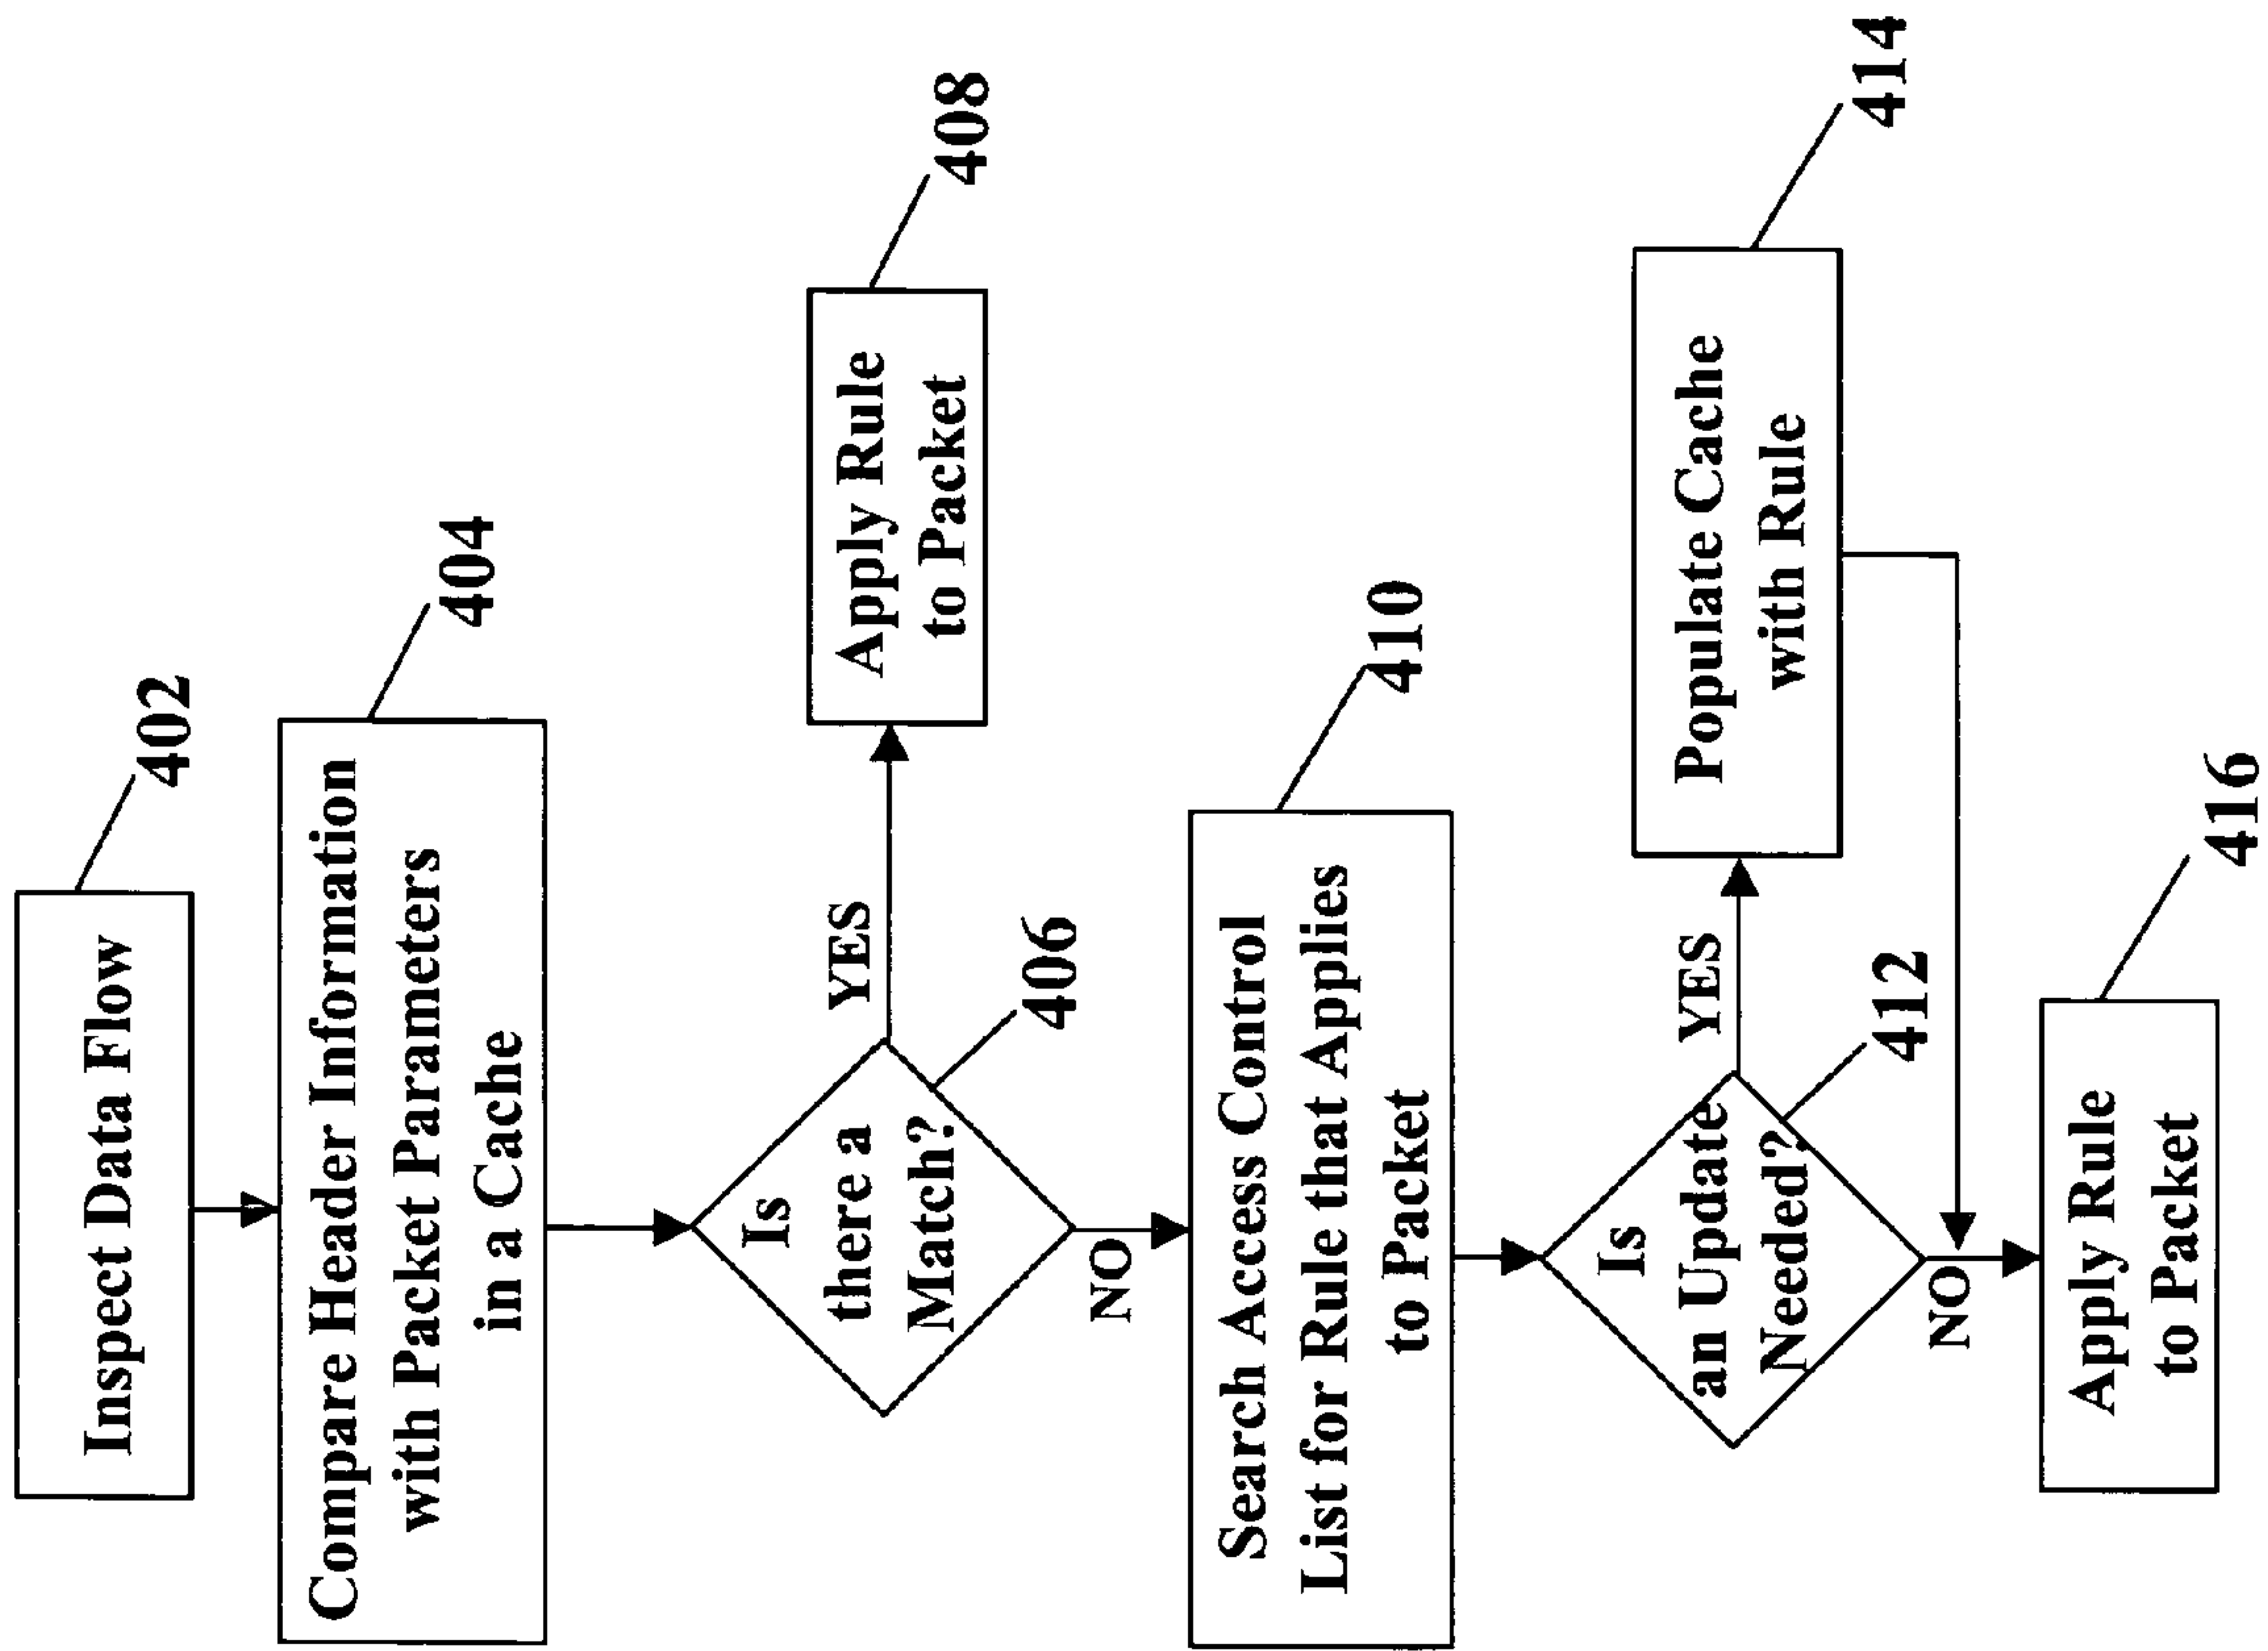 Inspect Data Flow
402
Compare Header Information
with Packet Parameters
in a Cache
404
Is
there a
Match?
406
YES
Apply Rule
to Packet
408
NO
Search Access Control
List for Rule that Applies
to Packet
410
Is
an Update
Needed?
412
YES
Populate Cache
with Rule
414
NO
Apply Rule
to Packet
416